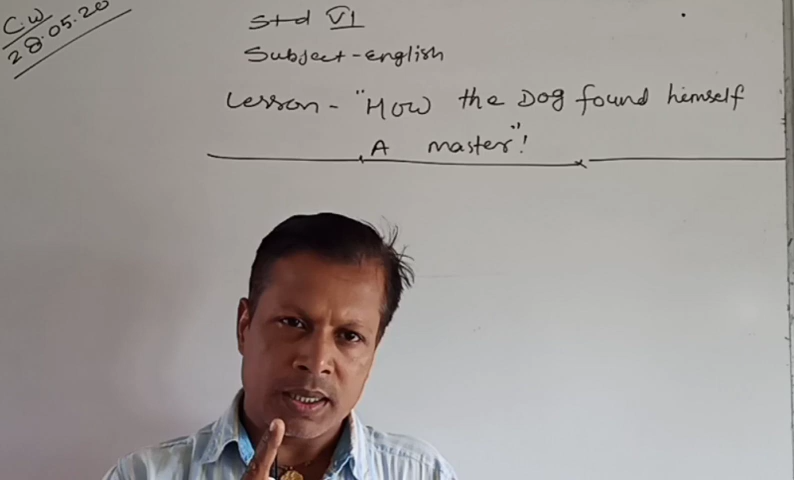 C.W
28.05.20
Std VI
Subject-English
Lesson- "How the Dog found himself
A master"!